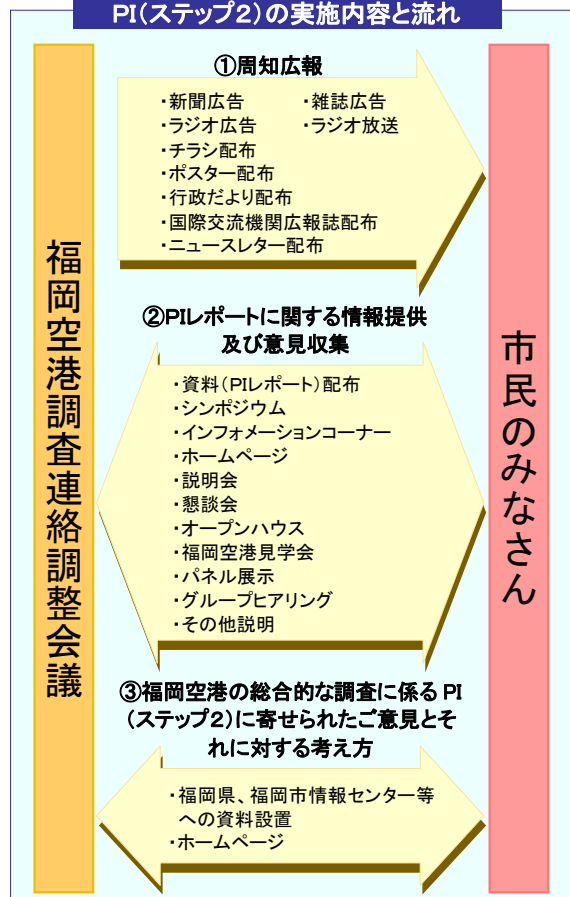 PI(ステップ2)の実施内容と流れ
福岡空港調査連絡調整会議
①周知広報
・新聞広告　・雑誌広告
・ラジオ広告　・ラジオ放送
・チラシ配布
・ポスター配布
・行政だより配布
・国際交流機関広報誌配布
・ニュースレター配布
②PIレポートに関する情報提供
及び意見収集
・資料(PIレポート)配布
・シンポジウム
・インフォメーションコーナー
・ホームページ
・説明会
・懇談会
・オープンハウス
・福岡空港見学会
・パネル展示
・グループヒアリング
・その他説明
③福岡空港の総合的な調査に係る PI
(ステップ2)に寄せられたご意見とそ
れに対する考え方
・福岡県、福岡市情報センター等
への資料設置
・ホームページ
市民のみなさん